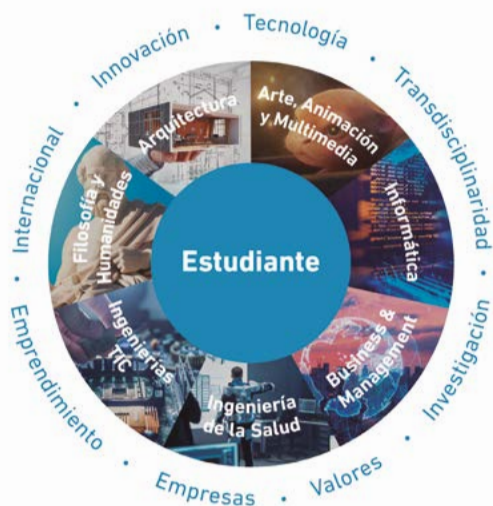 Innovación • Tecnología • Transdisciplinaridad • Investigación • Valores • Empresas • Emprendimiento • Internacional •
Arquitectura
Arte, Animación
y Multimedia
Informática
Business &
Management
Ingeniería
de la Salud
Ingenierías
TIC
Filosofía y
Humanidades
Estudiante